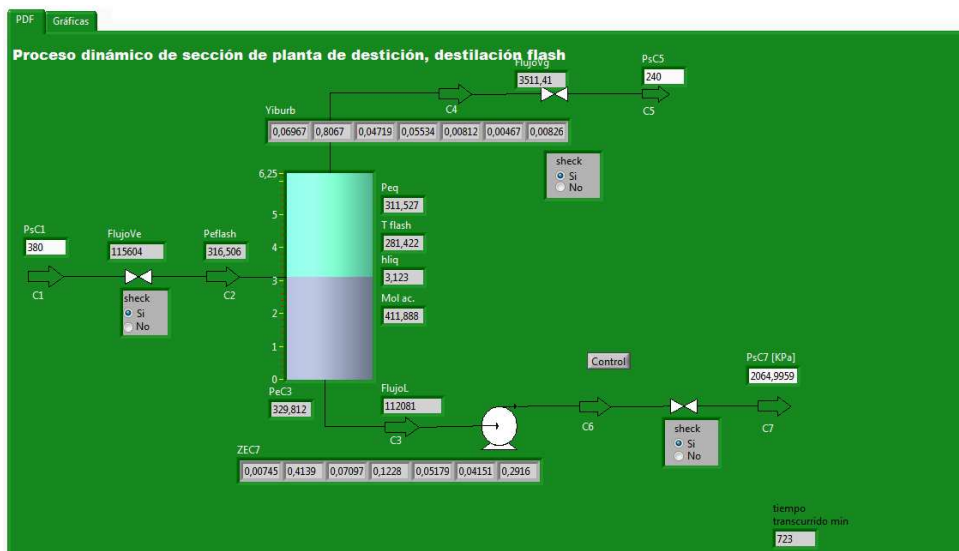 PDF
Gráficas
Proceso dinámico de sección de planta de destición, destilación flash
FlujoVg
3511,41
PsC5
240
C4
C5
Yiburb
0,06967 0,8067 0,04719 0,05534 0,00812 0,00467 0,00826
sheck
Si
No
6,25
5
4
3
2
1
0
Peq
311,527
T flash
281,422
hliq
3,123
Mol ac.
411,888
PsC1
380
FlujoVe
115604
Peflash
316,506
C1
C2
sheck
Si
No
PeC3
329,812
FlujoL
112081
C3
Control
PsC7 [KPa]
2064,9959
C6
C7
sheck
Si
No
ZEC7
0,00745 0,4139 0,07097 0,1228 0,05179 0,04151 0,2916
tiempo
transcurrido min
723